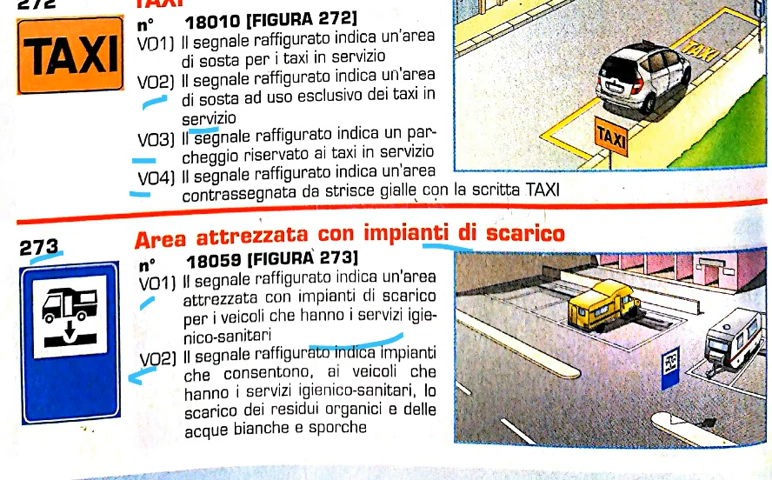 272
TAXI
TAXI
n° 18010 [FIGURA 272]
V01) Il segnale raffigurato indica un'area
di sosta per i taxi in servizio
V02) Il segnale raffigurato indica un'area
di sosta ad uso esclusivo dei taxi in
servizio
V03) Il segnale raffigurato indica un par-
cheggio riservato ai taxi in servizio
V04) Il segnale raffigurato indica un'area
contrassegnata da strisce gialle con la scritta TAXI
TAXI
TAXI
273
Area attrezzata con impianti di scarico
n° 18059 [FIGURA 273]
V01) Il segnale raffigurato indica un'area
attrezzata con impianti di scarico
per i veicoli che hanno i servizi igie-
nico-sanitari
V02) Il segnale raffigurato indica impianti
che consentono, ai veicoli che
hanno i servizi igienico-sanitari, lo
scarico dei residui organici e delle
acque bianche e sporche